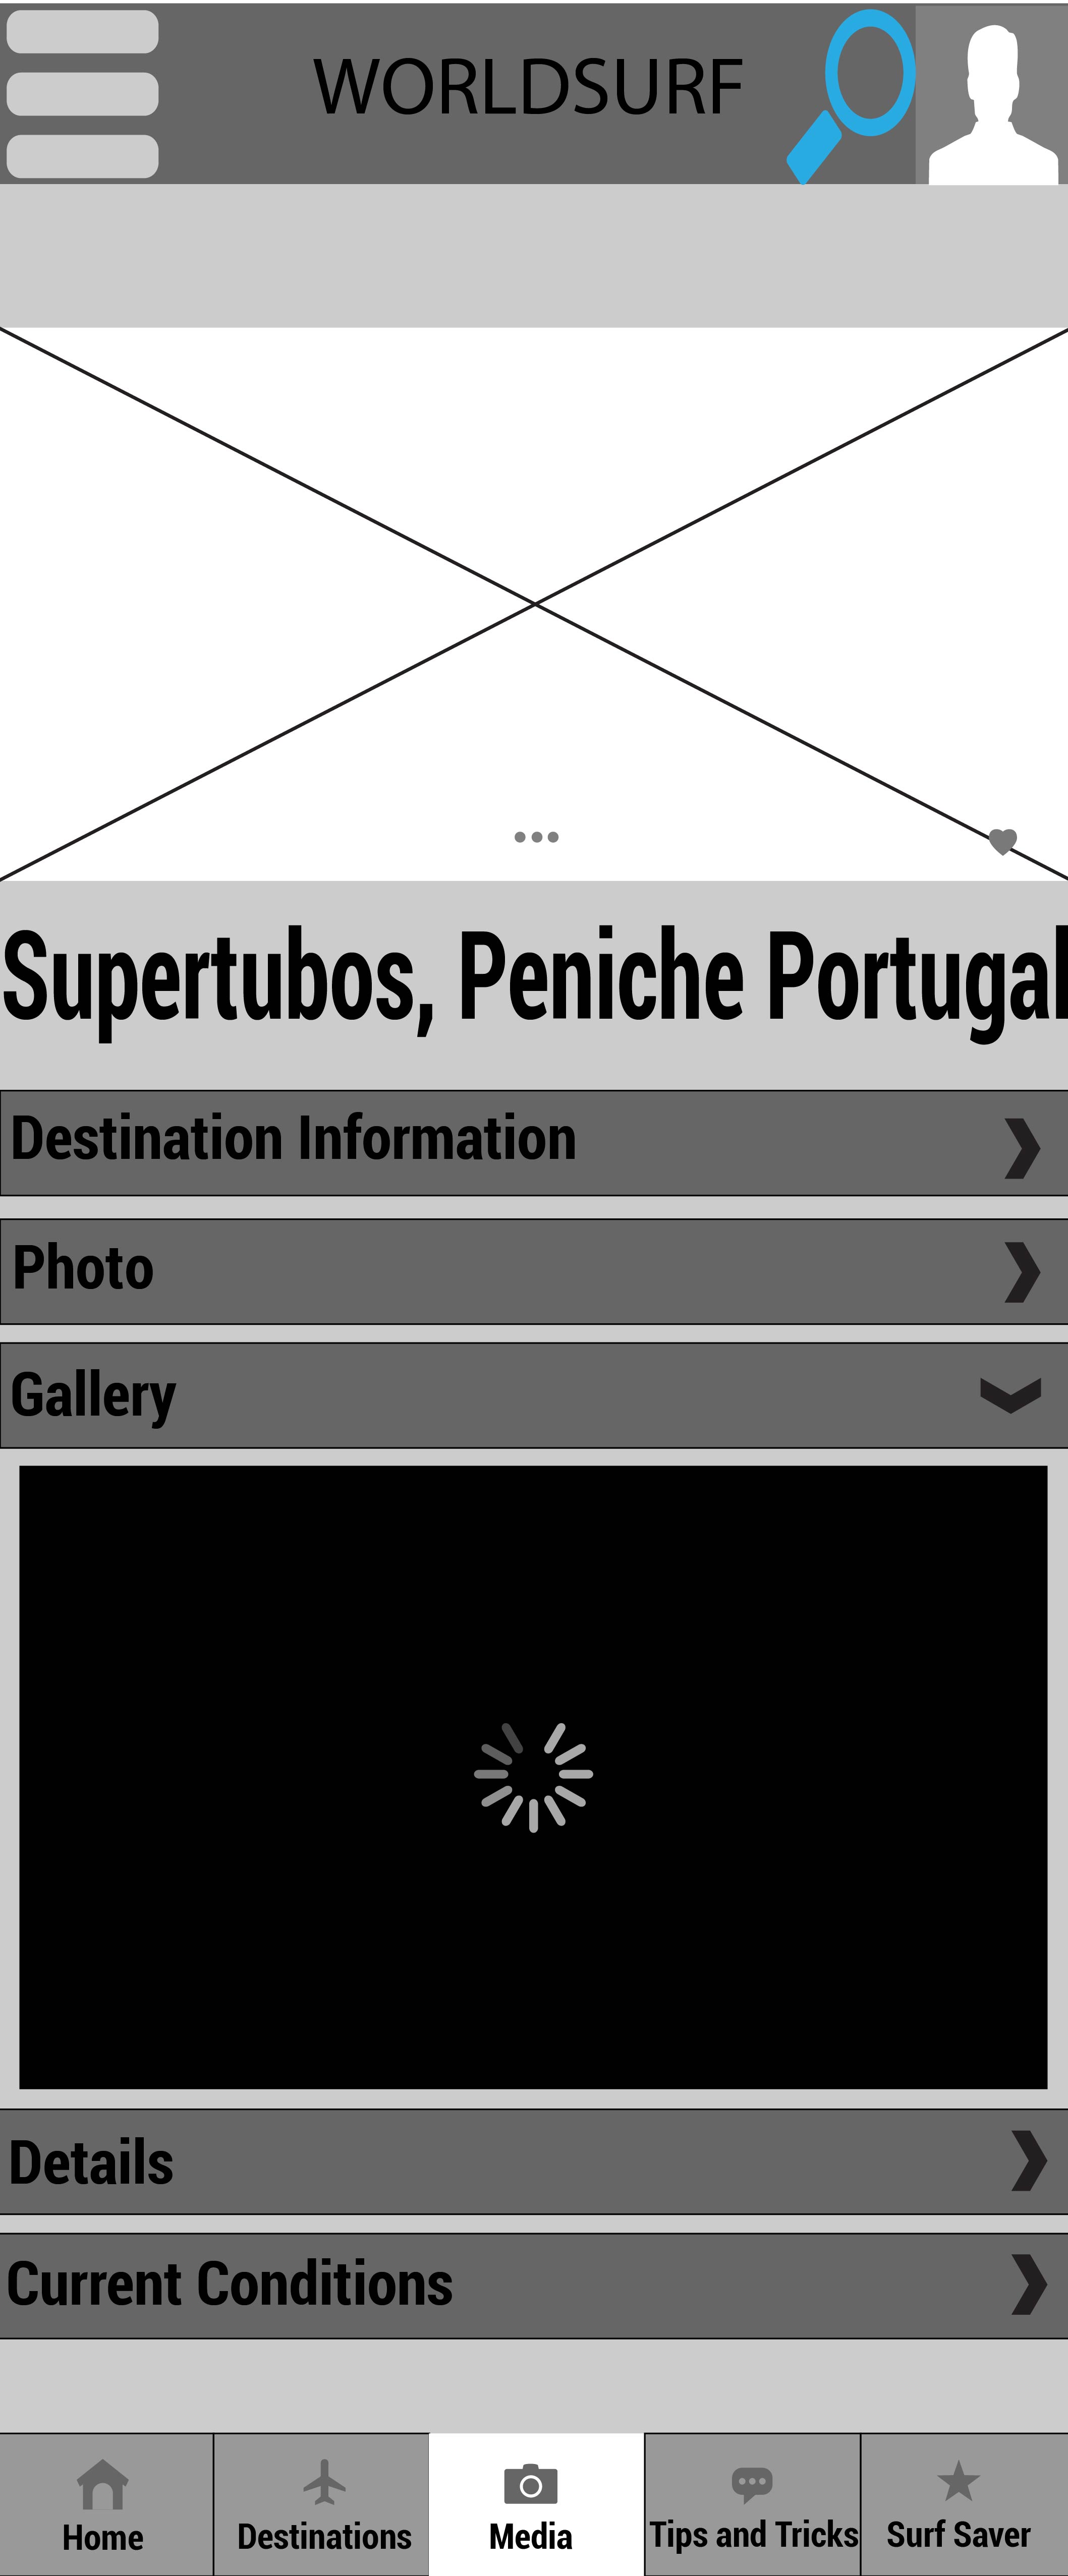 WORLDSURF
Supertubos, Peniche Portugal
Destination Information
Photo
Gallery
Details
Current Conditions
Home
Destinations
Media
Tips and Tricks
Surf Saver